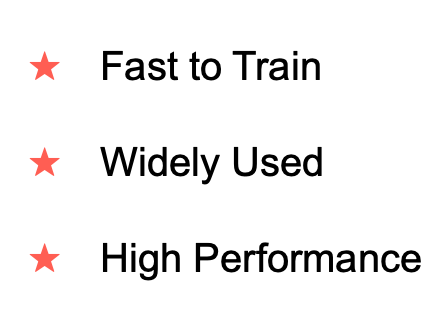 Fast to Train
Widely Used
High Performance